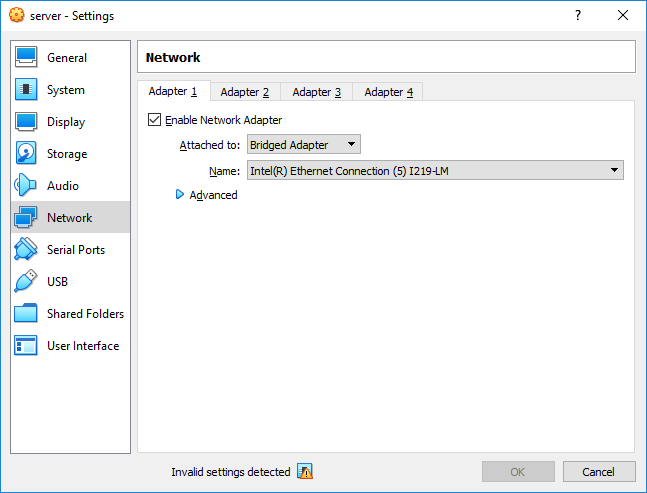 server - Settings
?
General
System
Display
Storage
Audio
Network
Serial Ports
USB
Shared Folders
User Interface
Network
Adapter 1 Adapter 2 Adapter 3 Adapter 4
Enable Network Adapter
Attached to: Bridged Adapter
Name: Intel(R) Ethernet Connection (5) I219-LM
Advanced
Invalid settings detected
OK Cancel